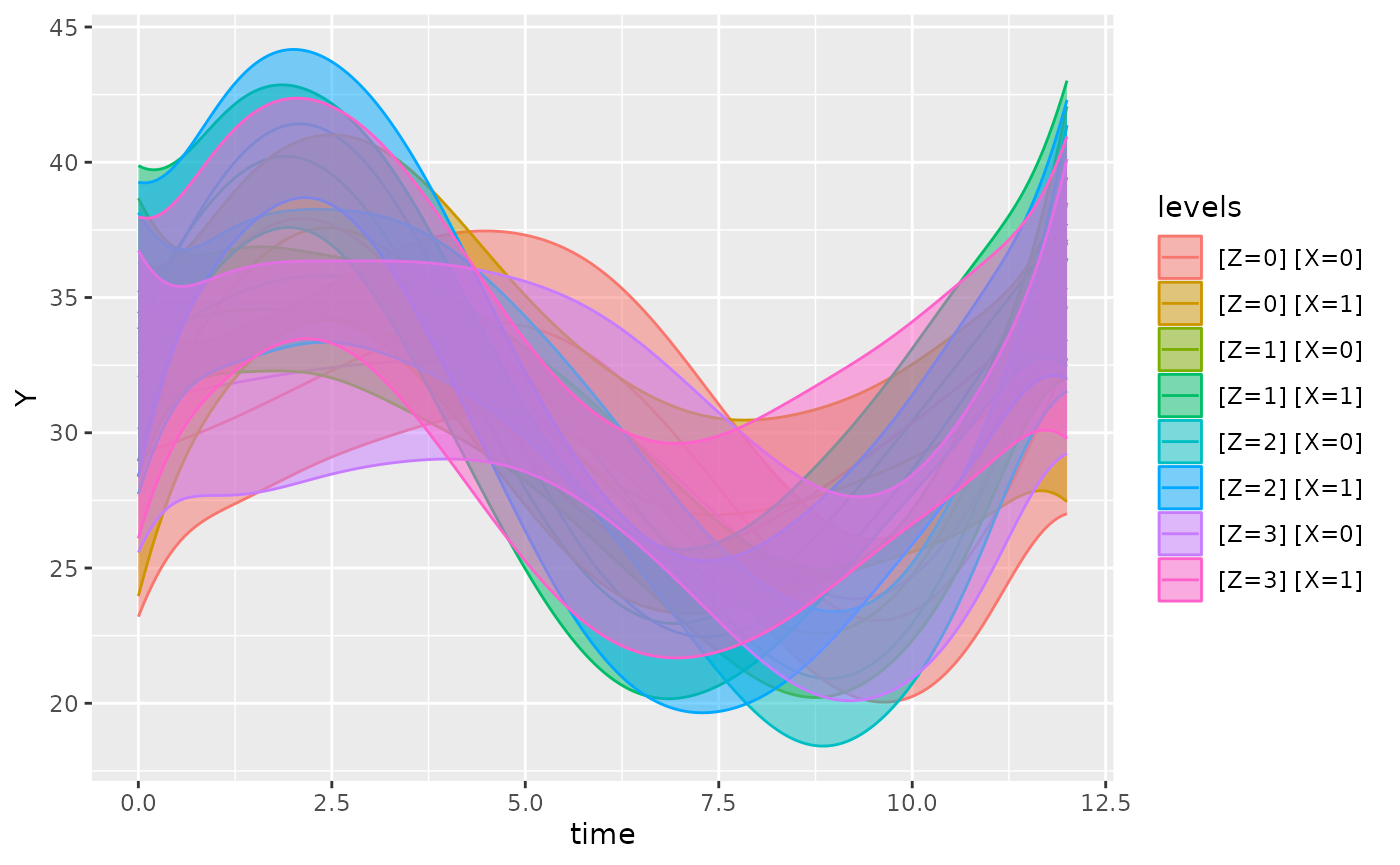 45
40
35
30
25
20
Y
0.0 2.5 5.0 7.5 10.0 12.5
time
levels
[Z=0] [X=0]
[Z=0] [X=1]
[Z=1] [X=0]
[Z=1] [X=1]
[Z=2] [X=0]
[Z=2] [X=1]
[Z=3] [X=0]
[Z=3] [X=1]